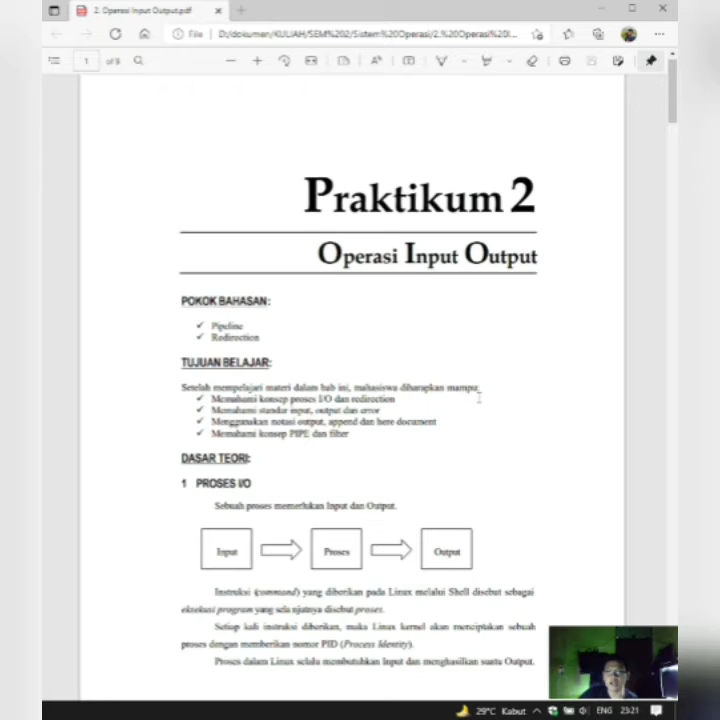 2. Operasi Input Output.pdf
File
D:/dokumen/KULIAH/SEM%202/Sistem%20Operasi/2.%20Operasi%20I...
1
of 9
Praktikum 2
Operasi Input Output
POKOK BAHASAN:
✓ Pipeline
✓ Redirection
TUJUAN BELAJAR:
Setelah mempelajari materi dalam bab ini, mahasiswa diharapkan mampu:
✓ Memahami konsep proses I/O dan redirection
✓ Memahami standar input, output dan error
✓ Menggunakan notasi output, append dan here document
✓ Memahami konsep PIPE dan filter
DASAR TEORI:
1 PROSES I/O
Sebuah proses memerlukan Input dan Output.
Input
Proses
Output
Instruksi (command) yang diberikan pada Linux melalui Shell disebut sebagai
eksekusi program yang selanjutnya disebut proses.
Setiap kali instruksi diberikan, maka Linux kernel akan menciptakan sebuah
proses dengan memberikan nomor PID (Process Identity).
Proses dalam Linux selalu membutuhkan Input dan menghasilkan suatu Output.
29°C Kabut
ENG
23:21